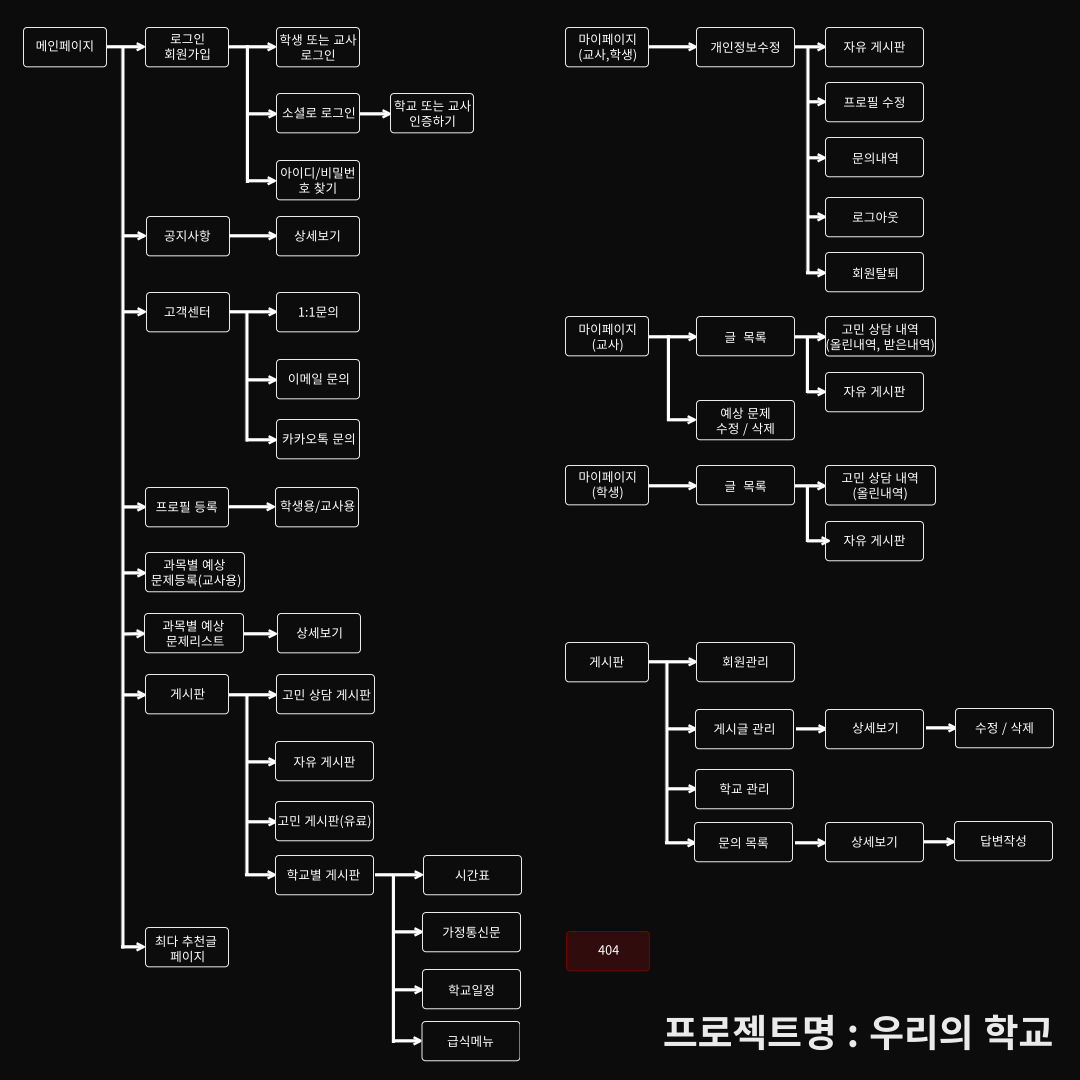 메인페이지
로그인
회원가입
학생 또는 교사
로그인
소셜로 로그인
학교 또는 교사
인증하기
아이디/비밀번
호 찾기
공지사항
상세보기
고객센터
1:1문의
이메일 문의
카카오톡 문의
프로필 등록
학생용/교사용
과목별 예상
문제등록(교사용)
과목별 예상
문제리스트
상세보기
게시판
고민 상담 게시판
자유 게시판
고민 게시판(유료)
학교별 게시판
시간표
가정통신문
학교일정
급식메뉴
최다 추천글
페이지
마이페이지
(교사,학생)
개인정보수정
자유 게시판
프로필 수정
문의내역
로그아웃
회원탈퇴
마이페이지
(교사)
글 목록
고민 상담 내역
(올린내역, 받은내역)
자유 게시판
예상 문제
수정 / 삭제
마이페이지
(학생)
글 목록
고민 상담 내역
(올린내역)
자유 게시판
게시판
회원관리
게시글 관리
상세보기
수정 / 삭제
학교 관리
문의 목록
상세보기
답변작성
404
프로젝트명 : 우리의 학교